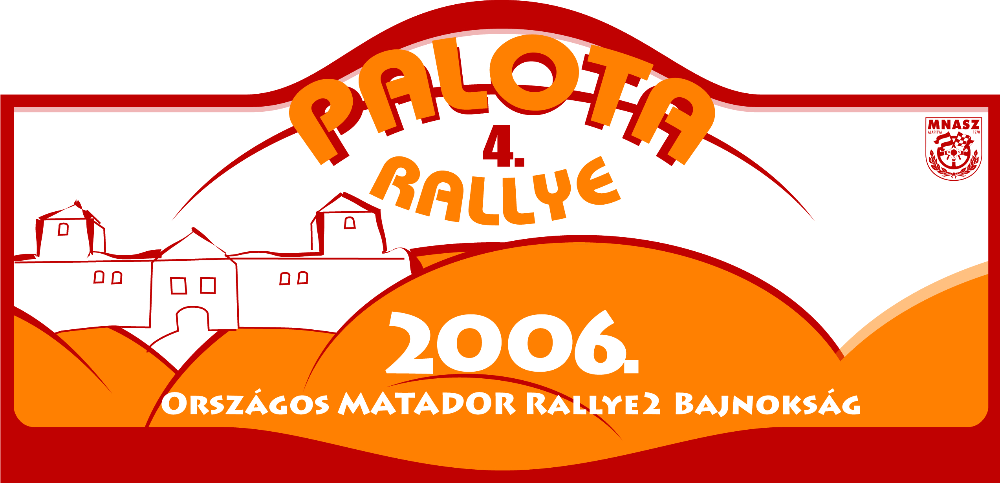 PALOTA
4.
RALLYE
MNASZ
ALAPÍTVA 1978
2006.
Országos MATADOR Rallye2 Bajnokság